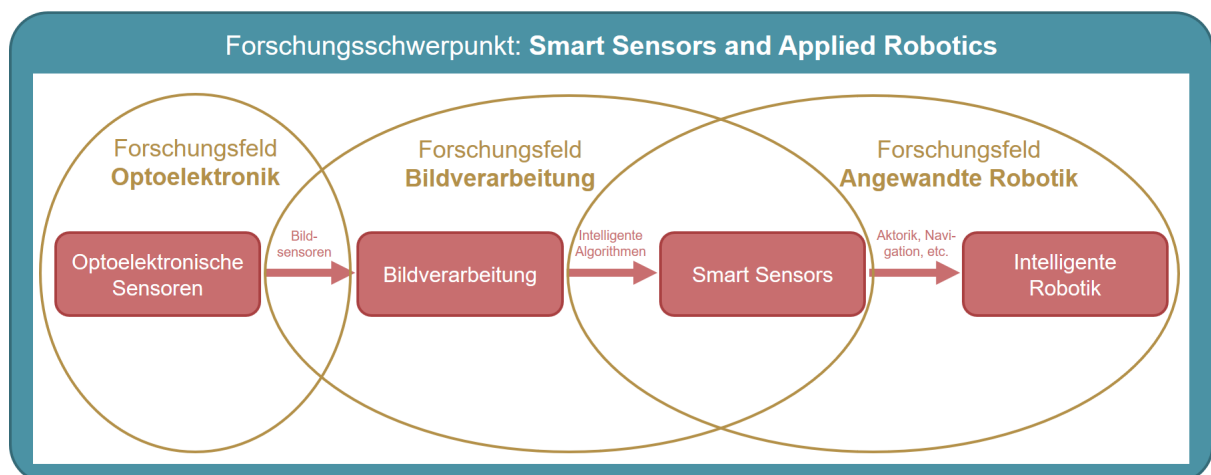 Forschungsschwerpunkt: Smart Sensors and Applied Robotics
Forschungsfeld
Optoelektronik
Forschungsfeld
Bildverarbeitung
Forschungsfeld
Angewandte Robotik
Optoelektronische
Sensoren
Bild-
sensoren
Bildverarbeitung
Intelligente
Algorithmen
Smart Sensors
Aktorik, Navi-
gation, etc.
Intelligente
Robotik